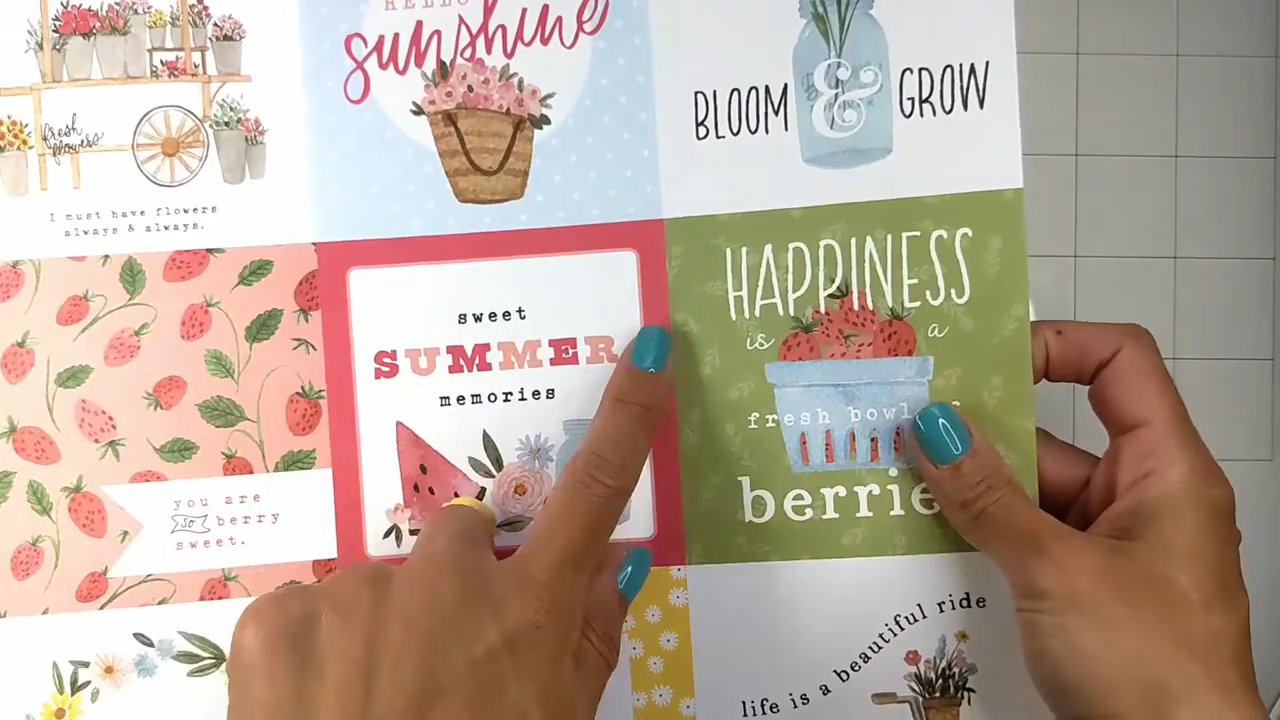 HELLO
sunshine
BLOOM & GROW
fresh
flowers
I must have flowers
always & always.
sweet
SUMMER
memories
HAPPINESS
is a
fresh
berrie
you are
so berry
sweet.
life is a beautiful ride